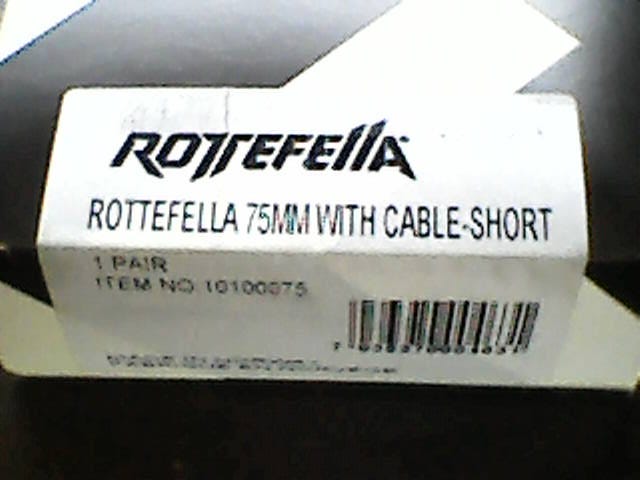 ROTTEFELLA
ROTTEFELLA 75MM WITH CABLE-SHORT
1 PAIR
ITEM NO 10100075